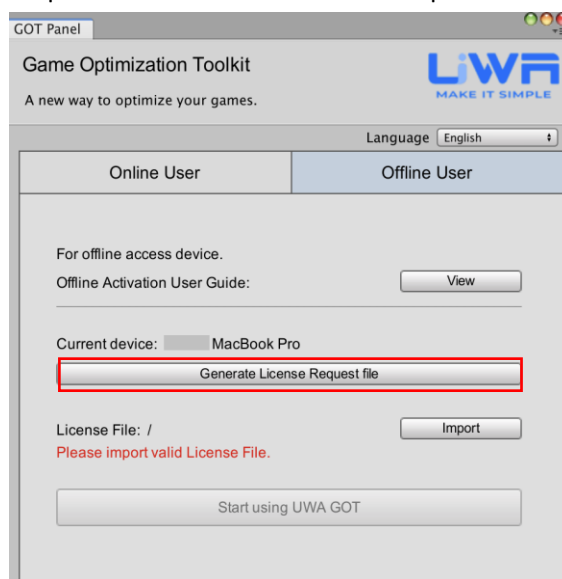 GOT Panel
Game Optimization Toolkit
UWA
A new way to optimize your games.
MAKE IT SIMPLE
Language English
Online User Offline User
For offline access device.
Offline Activation User Guide: View
Current device: MacBook Pro
Generate License Request file
License File: / Import
Please import valid License File.
Start using UWA GOT